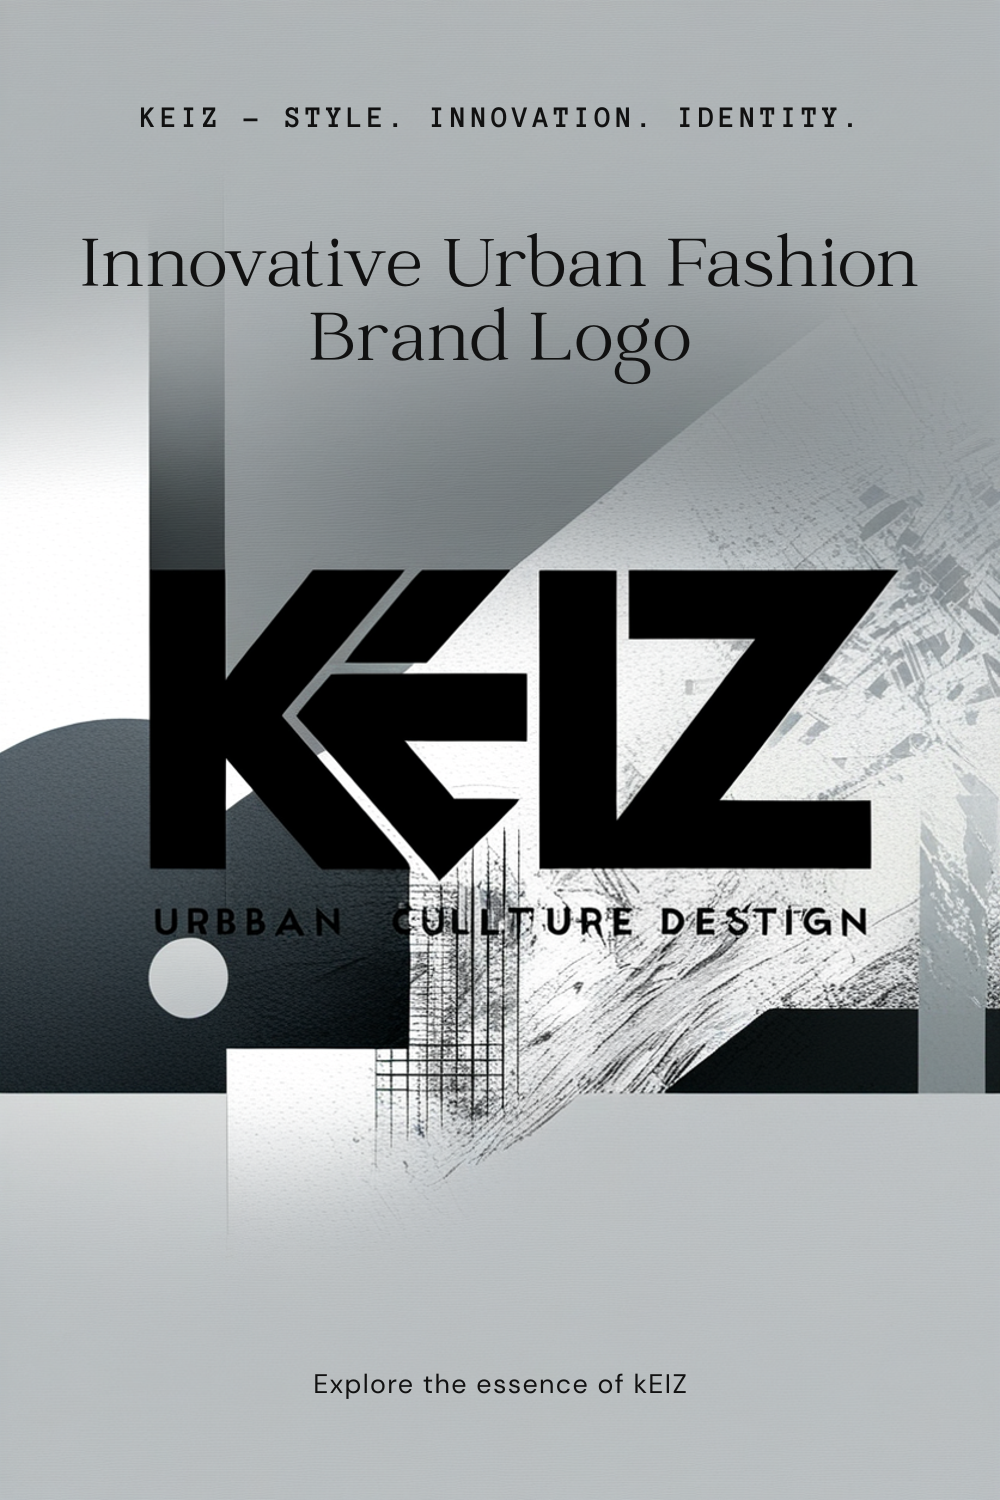 KEIZ – STYLE. INNOVATION. IDENTITY.
Innovative Urban Fashion
Brand Logo
KEIZ
URBBAN CULLTURE DESTIGN
Explore the essence of kEIZ